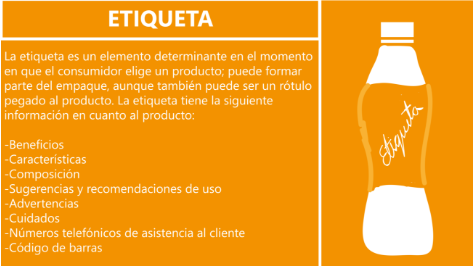 ETIQUETA
La etiqueta es un elemento determinante en el momento
en que el consumidor elige un producto; puede formar
parte del empaque, aunque también puede ser un rótulo
pegado al producto. La etiqueta tiene la siguiente
información en cuanto al producto:
-Beneficios
-Características
-Composición
-Sugerencias y recomendaciones de uso
-Advertencias
-Cuidados
-Números telefónicos de asistencia al cliente
-Código de barras
Etiqueta